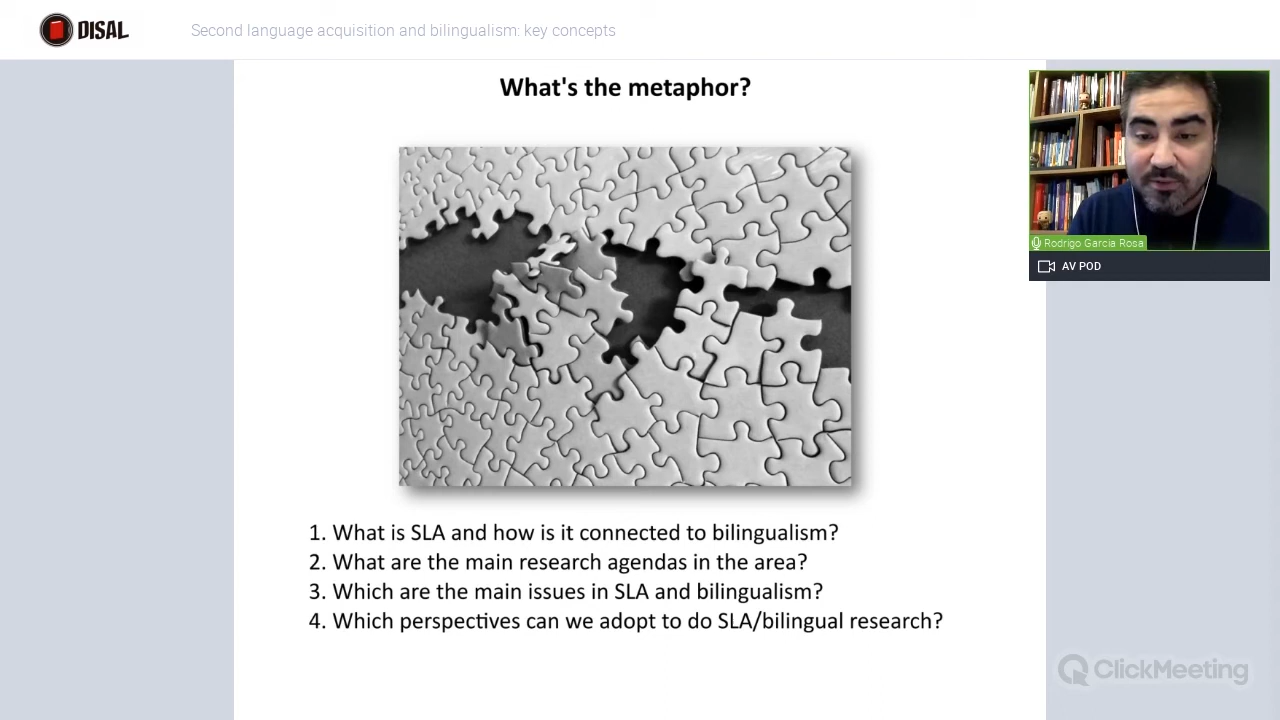 DISAL
Second language acquisition and bilingualism: key concepts
What's the metaphor?
Rodrigo Garcia Rosa
AV POD
1. What is SLA and how is it connected to bilingualism?
2. What are the main research agendas in the area?
3. Which are the main issues in SLA and bilingualism?
4. Which perspectives can we adopt to do SLA/bilingual research?
ClickMeeting